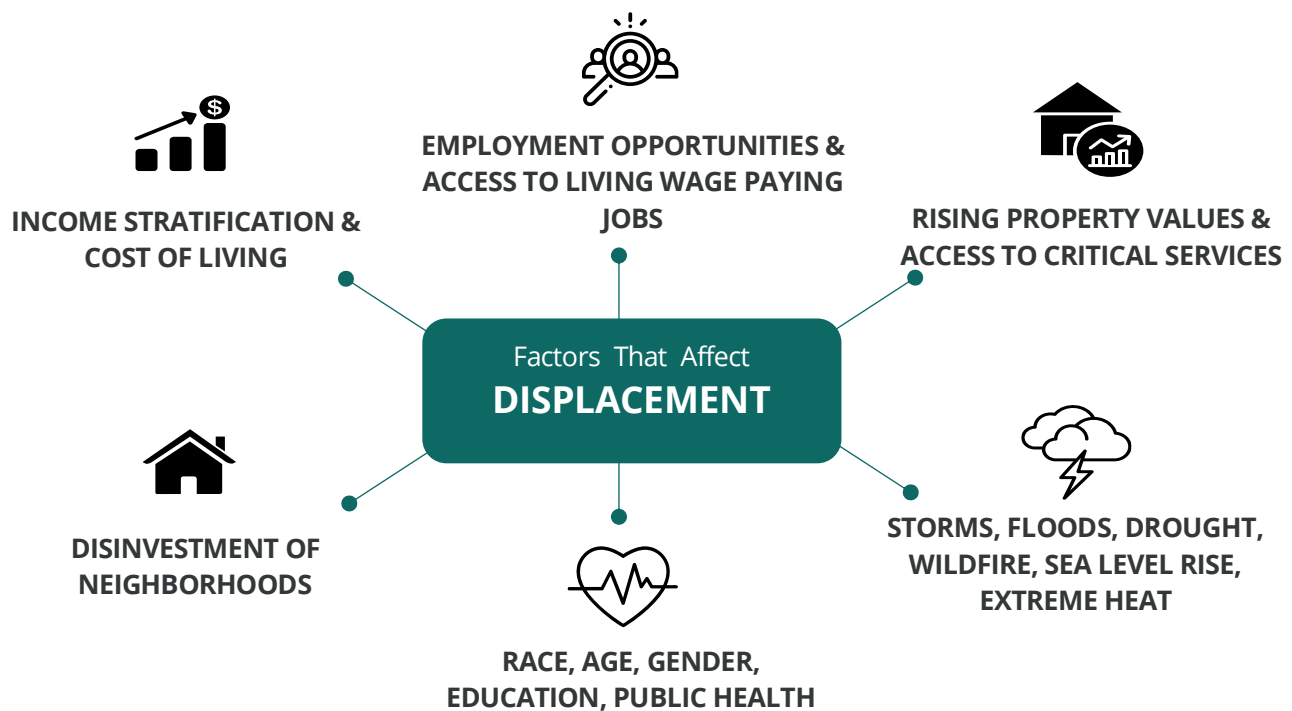 $
EMPLOYMENT OPPORTUNITIES &
ACCESS TO LIVING WAGE PAYING
JOBS
INCOME STRATIFICATION &
COST OF LIVING
RISING PROPERTY VALUES &
ACCESS TO CRITICAL SERVICES
Factors That Affect
DISPLACEMENT
DISINVESTMENT OF
NEIGHBORHOODS
STORMS, FLOODS, DROUGHT,
WILDFIRE, SEA LEVEL RISE,
EXTREME HEAT
RACE, AGE, GENDER,
EDUCATION, PUBLIC HEALTH